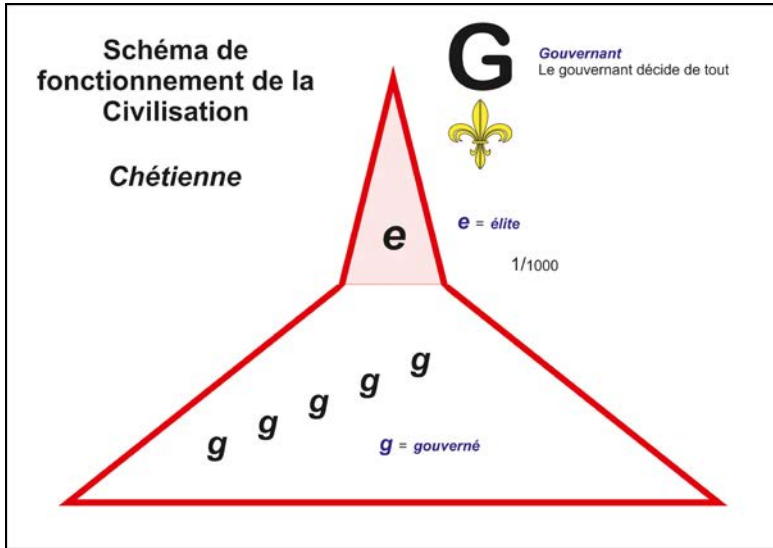 Schéma de
fonctionnement de la
Civilisation
Chétienne
G
Gouvernant
Le gouvernant décide de tout
e
e = élite
1/1000
g g g g g
g = gouverné